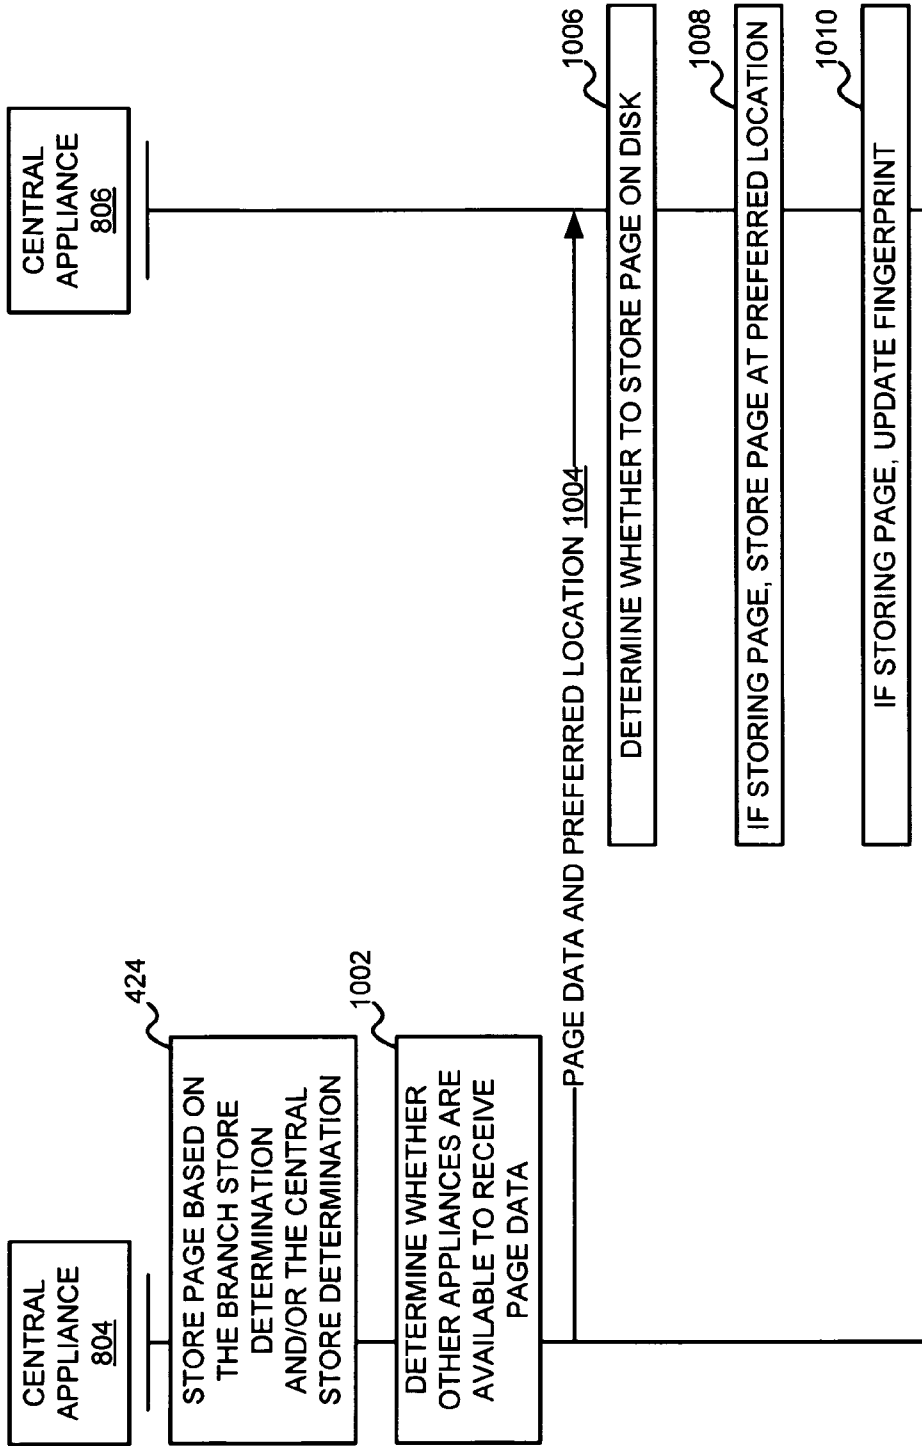 CENTRAL
APPLIANCE
804
CENTRAL
APPLIANCE
806
424
STORE PAGE BASED ON
THE BRANCH STORE
DETERMINATION
AND/OR THE CENTRAL
STORE DETERMINATION
1002
DETERMINE WHETHER
OTHER APPLIANCES ARE
AVAILABLE TO RECEIVE
PAGE DATA
PAGE DATA AND PREFERRED LOCATION 1004
1006
DETERMINE WHETHER TO STORE PAGE ON DISK
1008
IF STORING PAGE, STORE PAGE AT PREFERRED LOCATION
1010
IF STORING PAGE, UPDATE FINGERPRINT